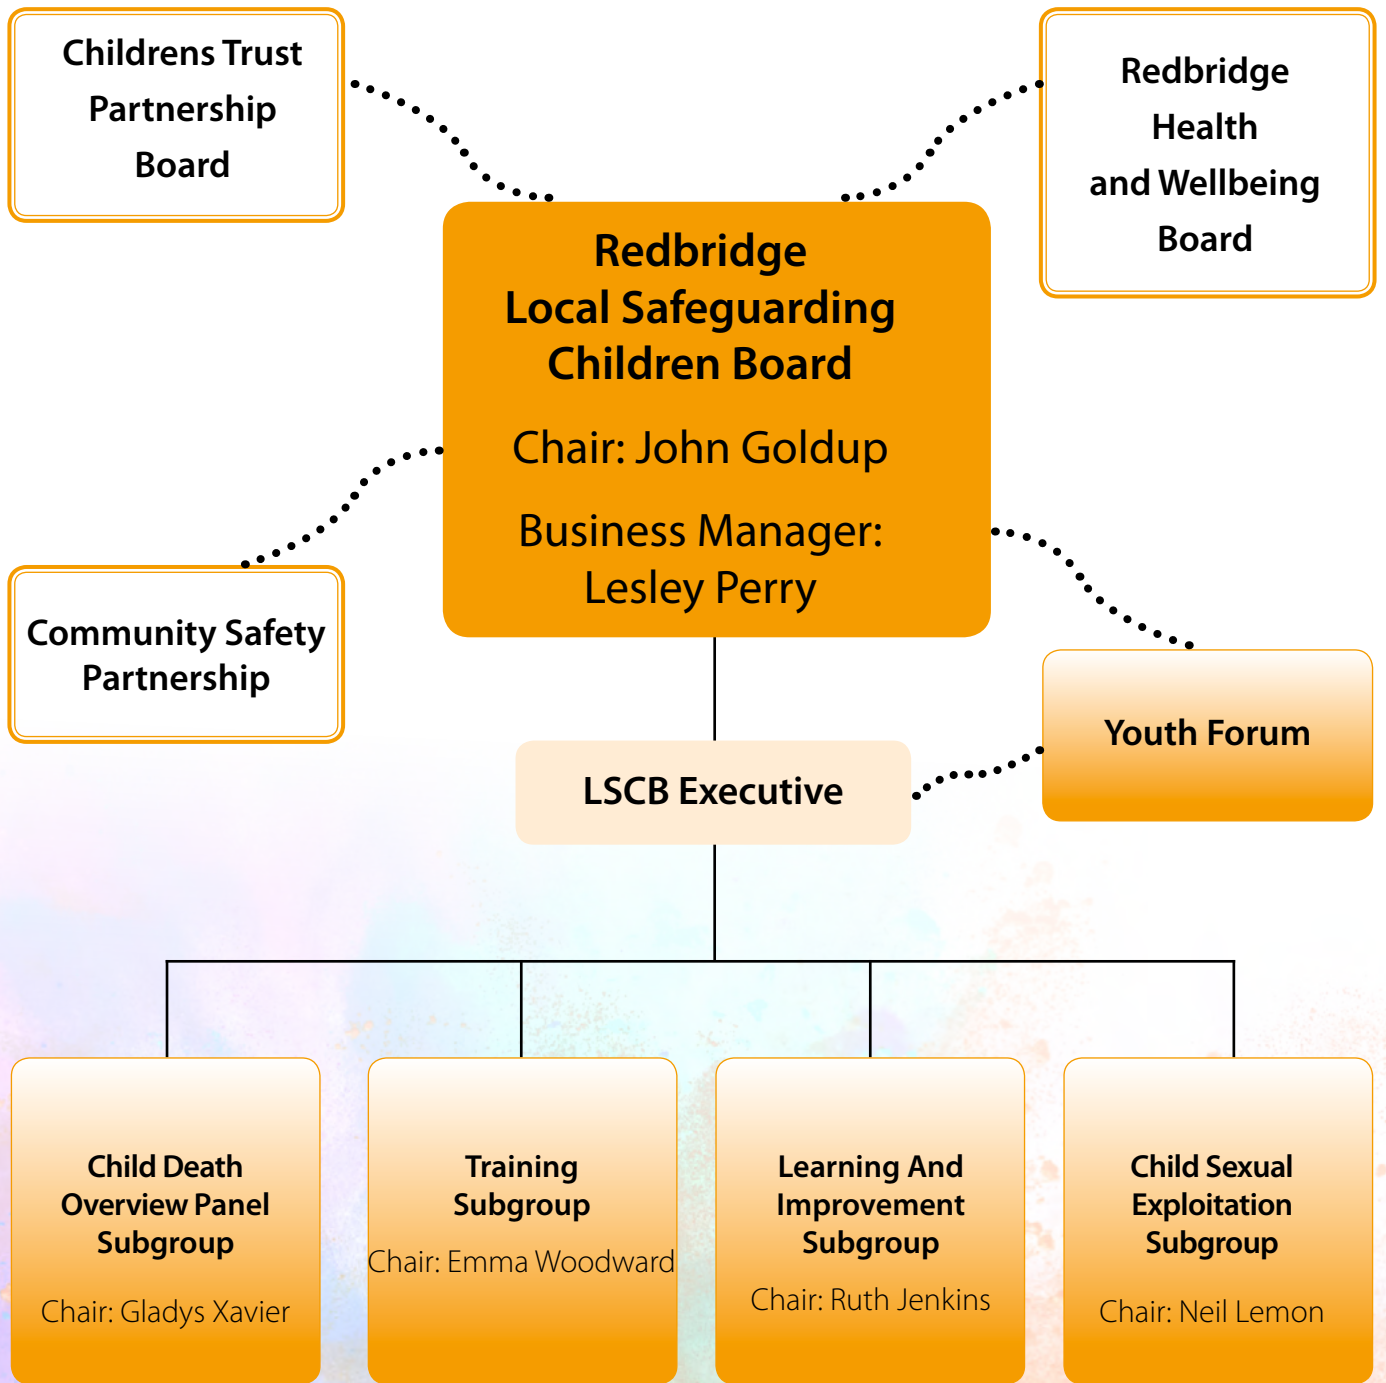 Childrens Trust
Partnership
Board
Redbridge
Health
and Wellbeing
Board
Redbridge
Local Safeguarding
Children Board
Chair: John Goldup
Business Manager:
Lesley Perry
Community Safety
Partnership
Youth Forum
LSCB Executive
Child Death
Overview Panel
Subgroup
Chair: Gladys Xavier
Training
Subgroup
Chair: Emma Woodward
Learning And
Improvement
Subgroup
Chair: Ruth Jenkins
Child Sexual
Exploitation
Subgroup
Chair: Neil Lemon